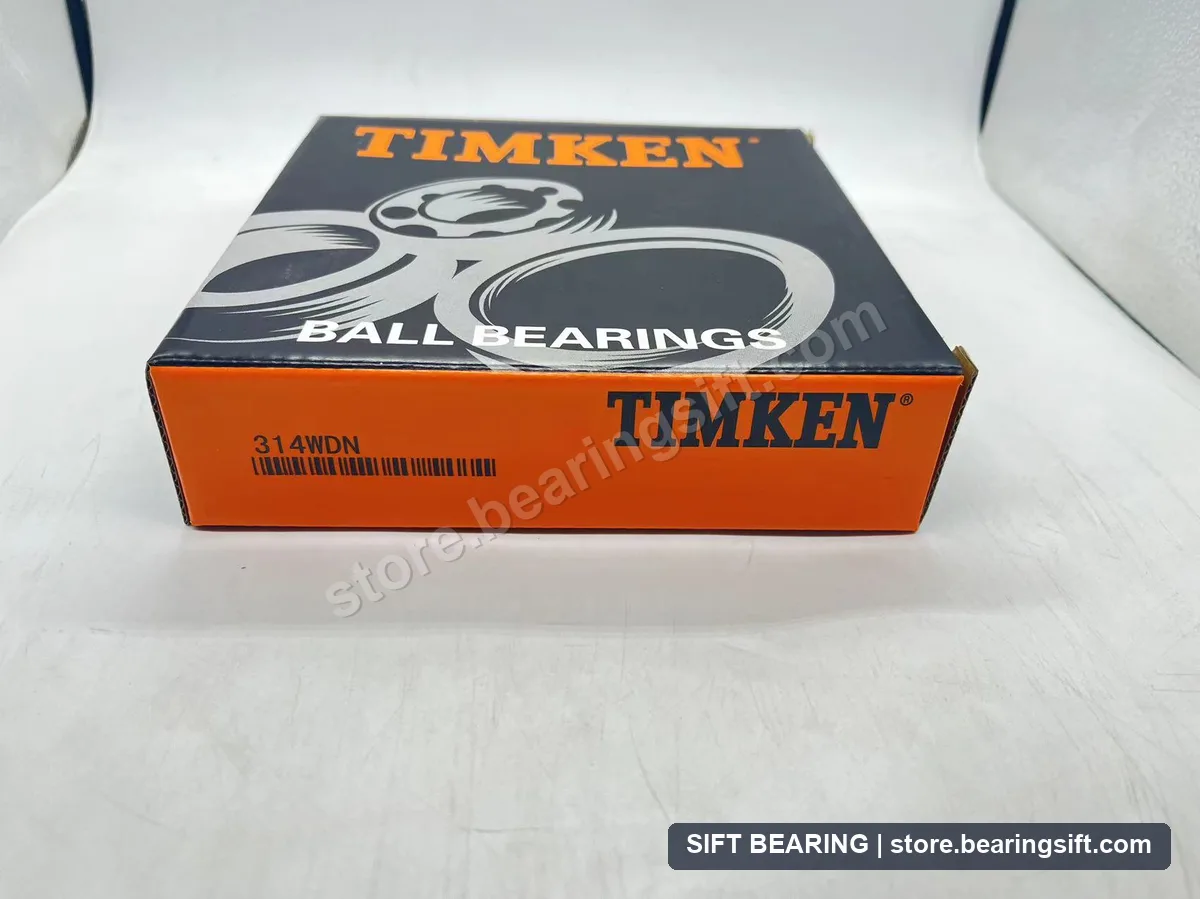 TIMKEN
BALL BEARINGS
TIMKEN®
314WDN
store.bearingsift.com
SIFT BEARING | store.bearingsift.com